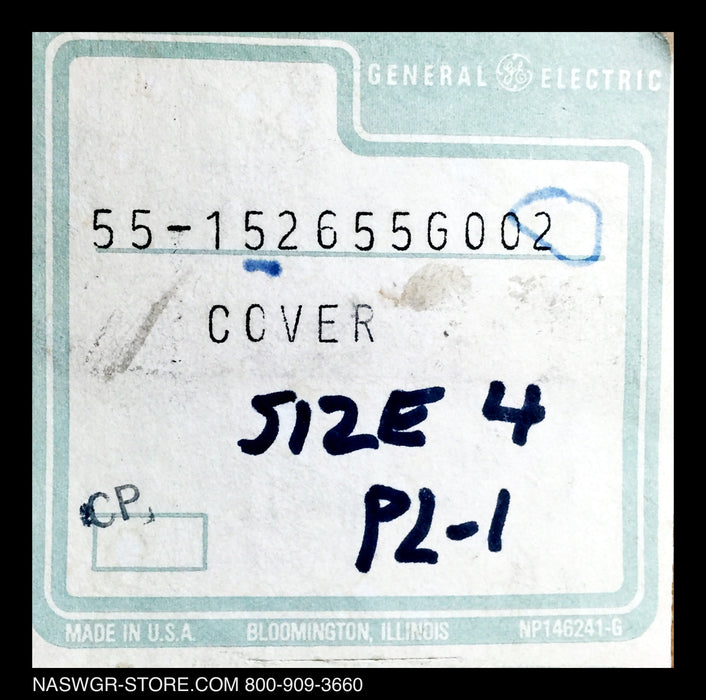 GENERAL GE ELECTRIC
55-152655G002
COVER
SIZE 4
PL-1
CP,
MADE IN U.S.A. BLOOMINGTON, ILLINOIS NP146241-G
NASWGR-STORE.COM 800-909-3660